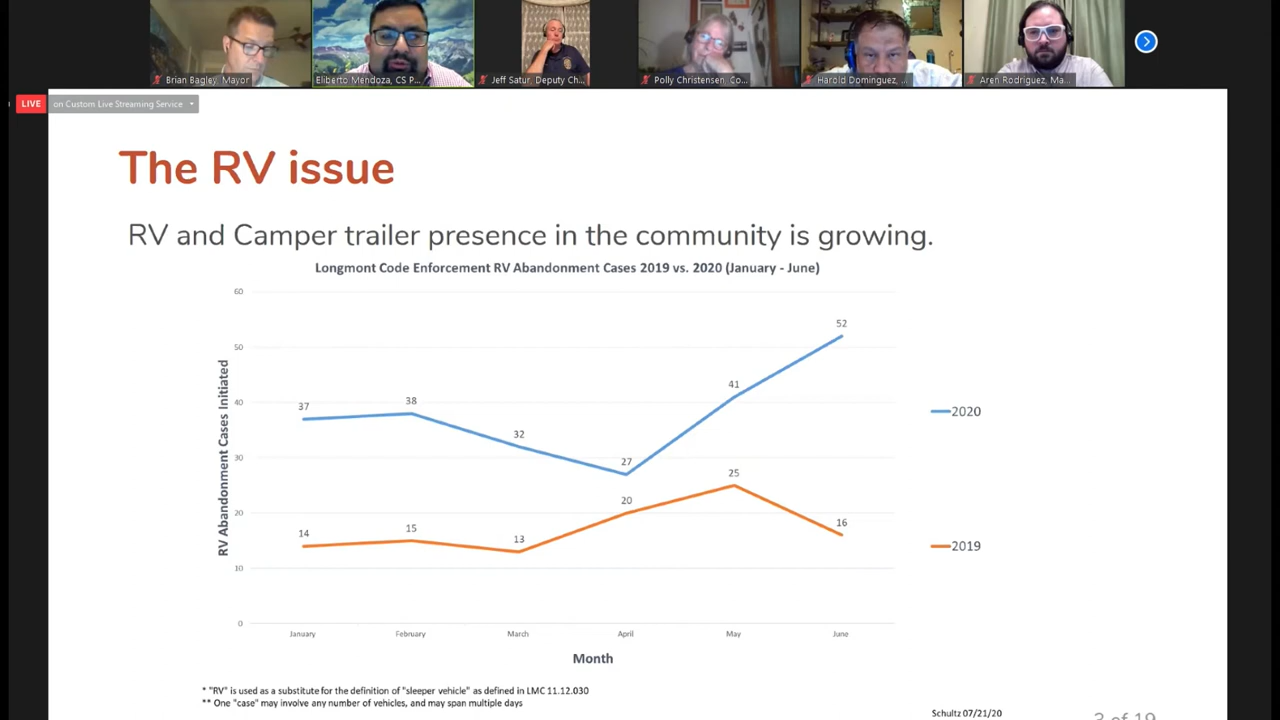 Brian Bagley, Mayor
Eliberto Mendoza, CS P...
Jeff Satur, Deputy Ch...
Polly Christensen, Co...
Harold Dominguez, ...
Aren Rodriguez, Ma...
LIVE on Custom Live Streaming Service
The RV issue
RV and Camper trailer presence in the community is growing.
Longmont Code Enforcement RV Abandonment Cases 2019 vs. 2020 (January - June)
RV Abandonment Cases Initiated
60
50
40
30
20
10
0
37
38
32
27
41
52
14
15
13
20
25
16
2020
2019
January
February
March
April
May
June
Month
* "RV" is used as a substitute for the definition of "sleeper vehicle" as defined in LMC 11.12.030
** One "case" may involve any number of vehicles, and may span multiple days
Schultz 07/21/20
3 of 19